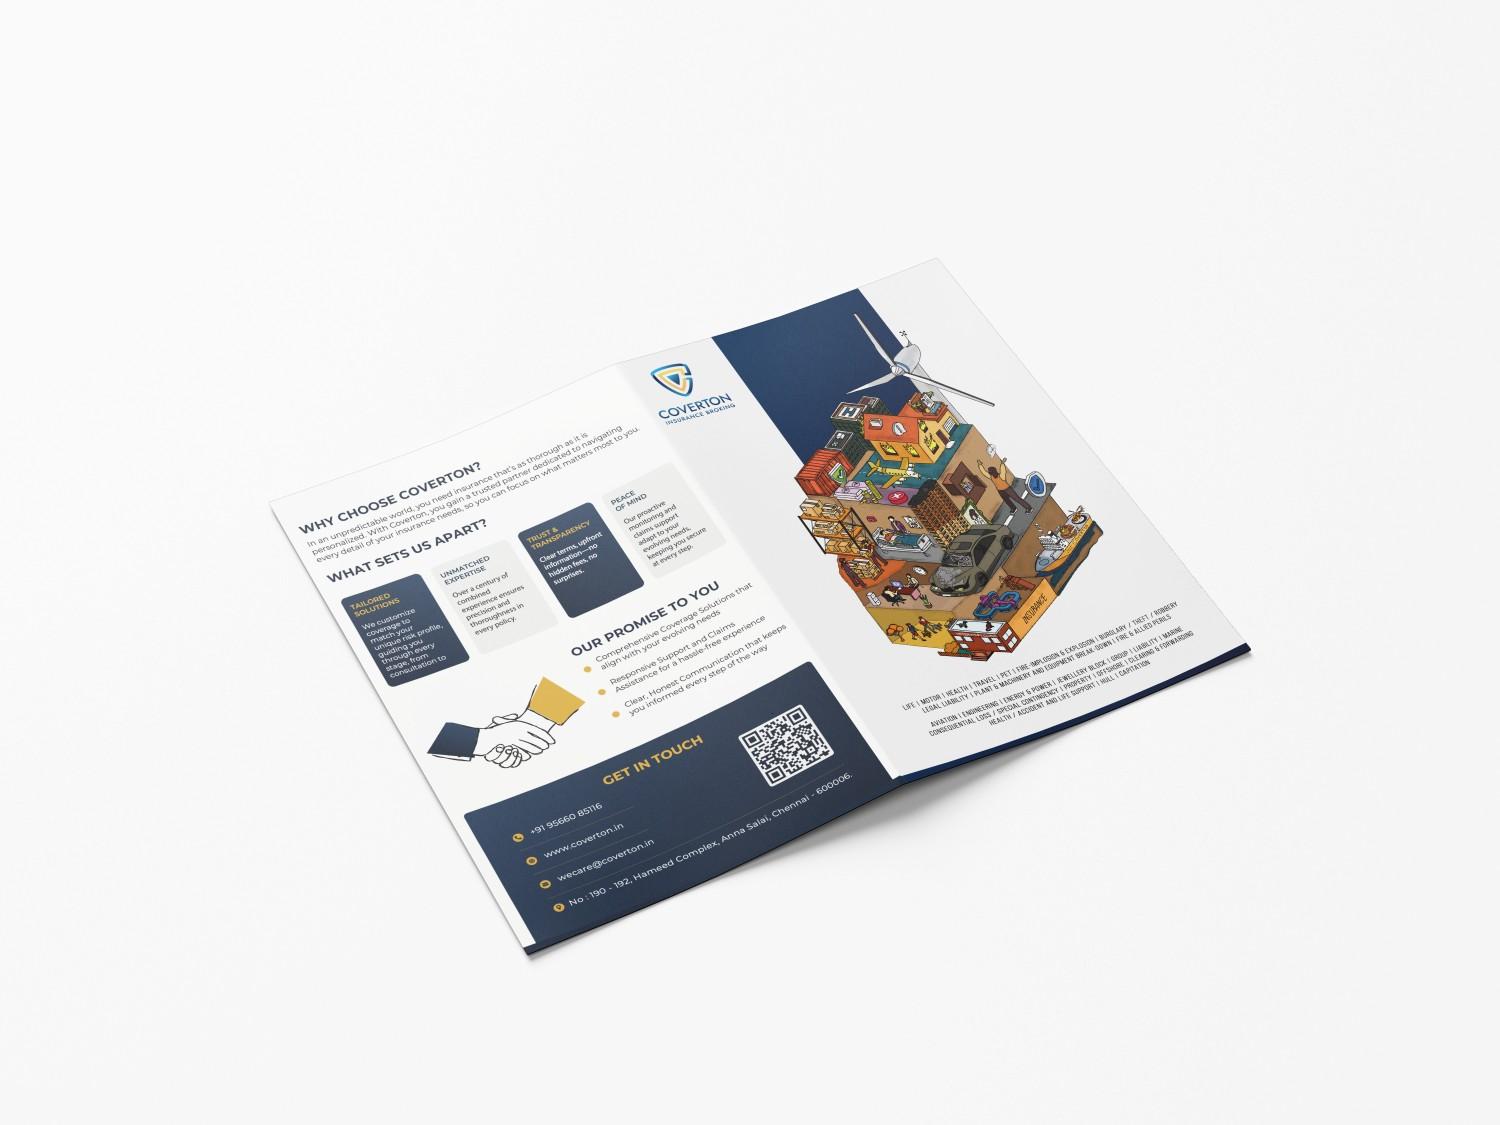 WHY CHOOSE COVERTON?
In an unpredictable world, you need insurance that's as thorough as it is
personalized. With Coverton, you gain a trusted partner dedicated to navigating
every detail of your insurance needs, so you can focus on what matters most to you.
WHAT SETS US APART?
TAILORED
SOLUTIONS
We customize
coverage to
match your
unique risk profile,
guiding you
through every
stage, from
consultation to
UNMATCHED
EXPERTISE
Over a century of
combined
experience ensures
precision and
thoroughness in
every policy.
TRUST &
TRANSPARENCY
Clear terms, upfront
information—no
hidden fees, no
surprises.
PEACE
OF MIND
Our proactive
monitoring and
claims support
adapt to your
evolving needs,
keeping you secure
at every step.
OUR PROMISE TO YOU
Comprehensive Coverage Solutions that
align with your evolving needs
Responsive Support and Claims
Assistance for a hassle-free experience
Clear, Honest Communication that keeps
you informed every step of the way
GET IN TOUCH
+91 95660 85116
www.coverton.in
wecare@coverton.in
No : 190 - 192, Hameed Complex, Anna Salai, Chennai - 600006.
COVERTON
INSURANCE BROKING
H
INSURANCE
LIFE | MOTOR | HEALTH | TRAVEL | PET | FIRE -IMPLOSION & EXPLOSION | BURGLARY / THEFT / ROBBERY
LEGAL LIABILITY | PLANT & MACHINERY AND EQUIPMENT BREAK-DOWN | FIRE & ALLIED PERILS
AVIATION | ENGINEERING | ENERGY & POWER | JEWELLERY BLOCK | GROUP | LIABILITY | MARINE
CONSEQUENTIAL LOSS / SPECIAL CONTINGENCY | PROPERTY | OFFSHORE | CLEARING & FORWARDING
HEALTH / ACCIDENT AND LIFE SUPPORT | HULL | CAPITATION